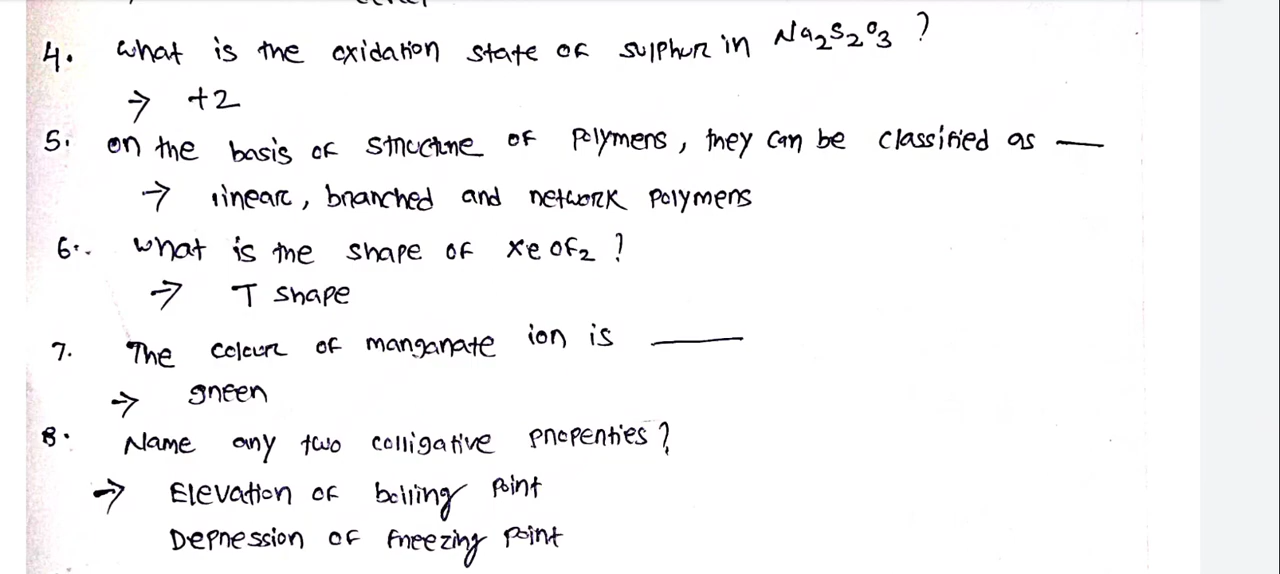 4. What is the oxidation state of sulphur in Na₂S₂O₃ ?
→ +2
5. on the basis of structure of Polymers, they can be classified as —
→ linear, branched and network polymers
6. What is the shape of XeOF₂ ?
→ T shape
7. The colour of manganate ion is ———
→ green
8. Name any two colligative properties ?
→ Elevation of boiling Point
Depression of freezing point